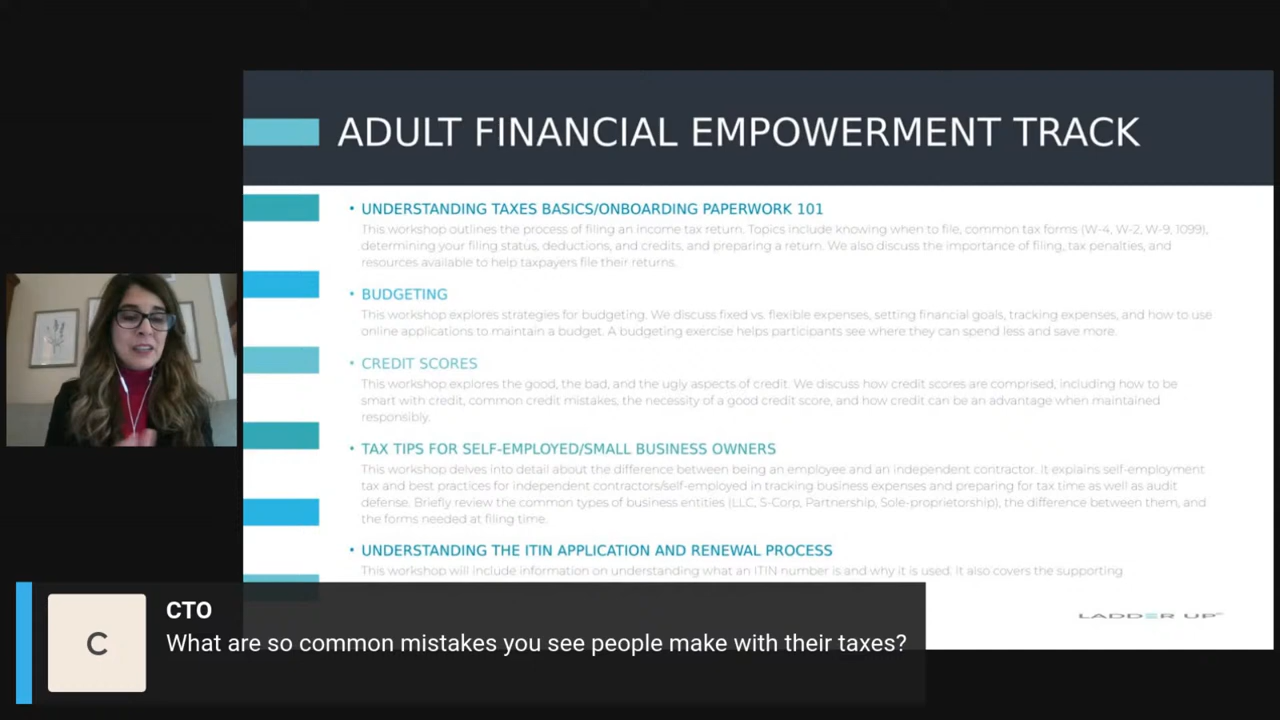 ADULT FINANCIAL EMPOWERMENT TRACK
• UNDERSTANDING TAXES BASICS/ONBOARDING PAPERWORK 101
This workshop outlines the process of filing an income tax return. Topics include knowing when to file, common tax forms (W-4, W-2, W-9, 1099),
determining your filing status, deductions, and credits, and preparing a return. We also discuss the importance of filing, tax penalties, and
resources available to help taxpayers file their returns.
• BUDGETING
This workshop explores strategies for budgeting. We discuss fixed vs. flexible expenses, setting financial goals, tracking expenses, and how to use
online applications to maintain a budget. A budgeting exercise helps participants see where they can spend less and save more.
• CREDIT SCORES
This workshop explores the good, the bad, and the ugly aspects of credit. We discuss how credit scores are comprised, including how to be
smart with credit, common credit mistakes, the necessity of a good credit score, and how credit can be an advantage when maintained
responsibly.
• TAX TIPS FOR SELF-EMPLOYED/SMALL BUSINESS OWNERS
This workshop delves into detail about the difference between being an employee and an independent contractor. It explains self-employment
tax and best practices for independent contractors/self-employed in tracking business expenses and preparing for tax time as well as audit
defense. Briefly review the common types of business entities (LLC, S-Corp, Partnership, Sole-proprietorship), the difference between them, and
the forms needed at filing time.
• UNDERSTANDING THE ITIN APPLICATION AND RENEWAL PROCESS
This workshop will include information on understanding what an ITIN number is and why it is used. It also covers the supporting
LADDER UP
C
CTO
What are so common mistakes you see people make with their taxes?